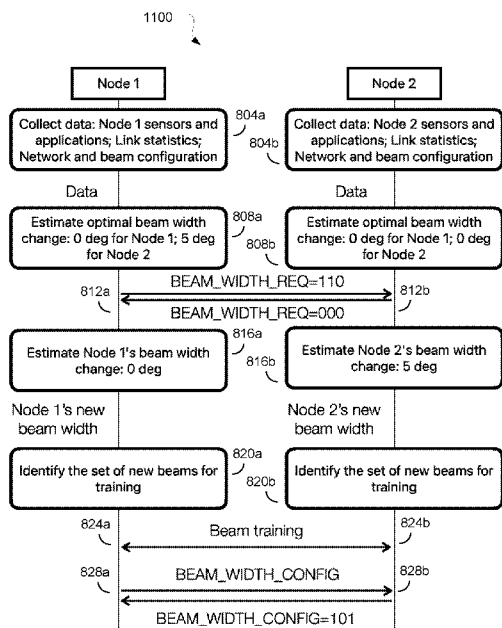 1100
Node 1
Node 2
Collect data: Node 1 sensors and
applications; Link statistics;
Network and beam configuration
804a
804b
Collect data: Node 2 sensors and
applications; Link statistics;
Network and beam configuration
Data
Data
Estimate optimal beam width
change: 0 deg for Node 1; 5 deg
for Node 2
808a
808b
Estimate optimal beam width
change: 0 deg for Node 1; 0 deg
for Node 2
BEAM_WIDTH_REQ=110
812a
812b
BEAM_WIDTH_REQ=000
Estimate Node 1's beam width
change: 0 deg
816a
816b
Estimate Node 2's beam width
change: 5 deg
Node 1's new
beam width
Node 2's new
beam width
Identify the set of new beams for
training
820a
820b
Identify the set of new beams for
training
824a
Beam training
824b
828a
BEAM_WIDTH_CONFIG
828b
BEAM_WIDTH_CONFIG=101